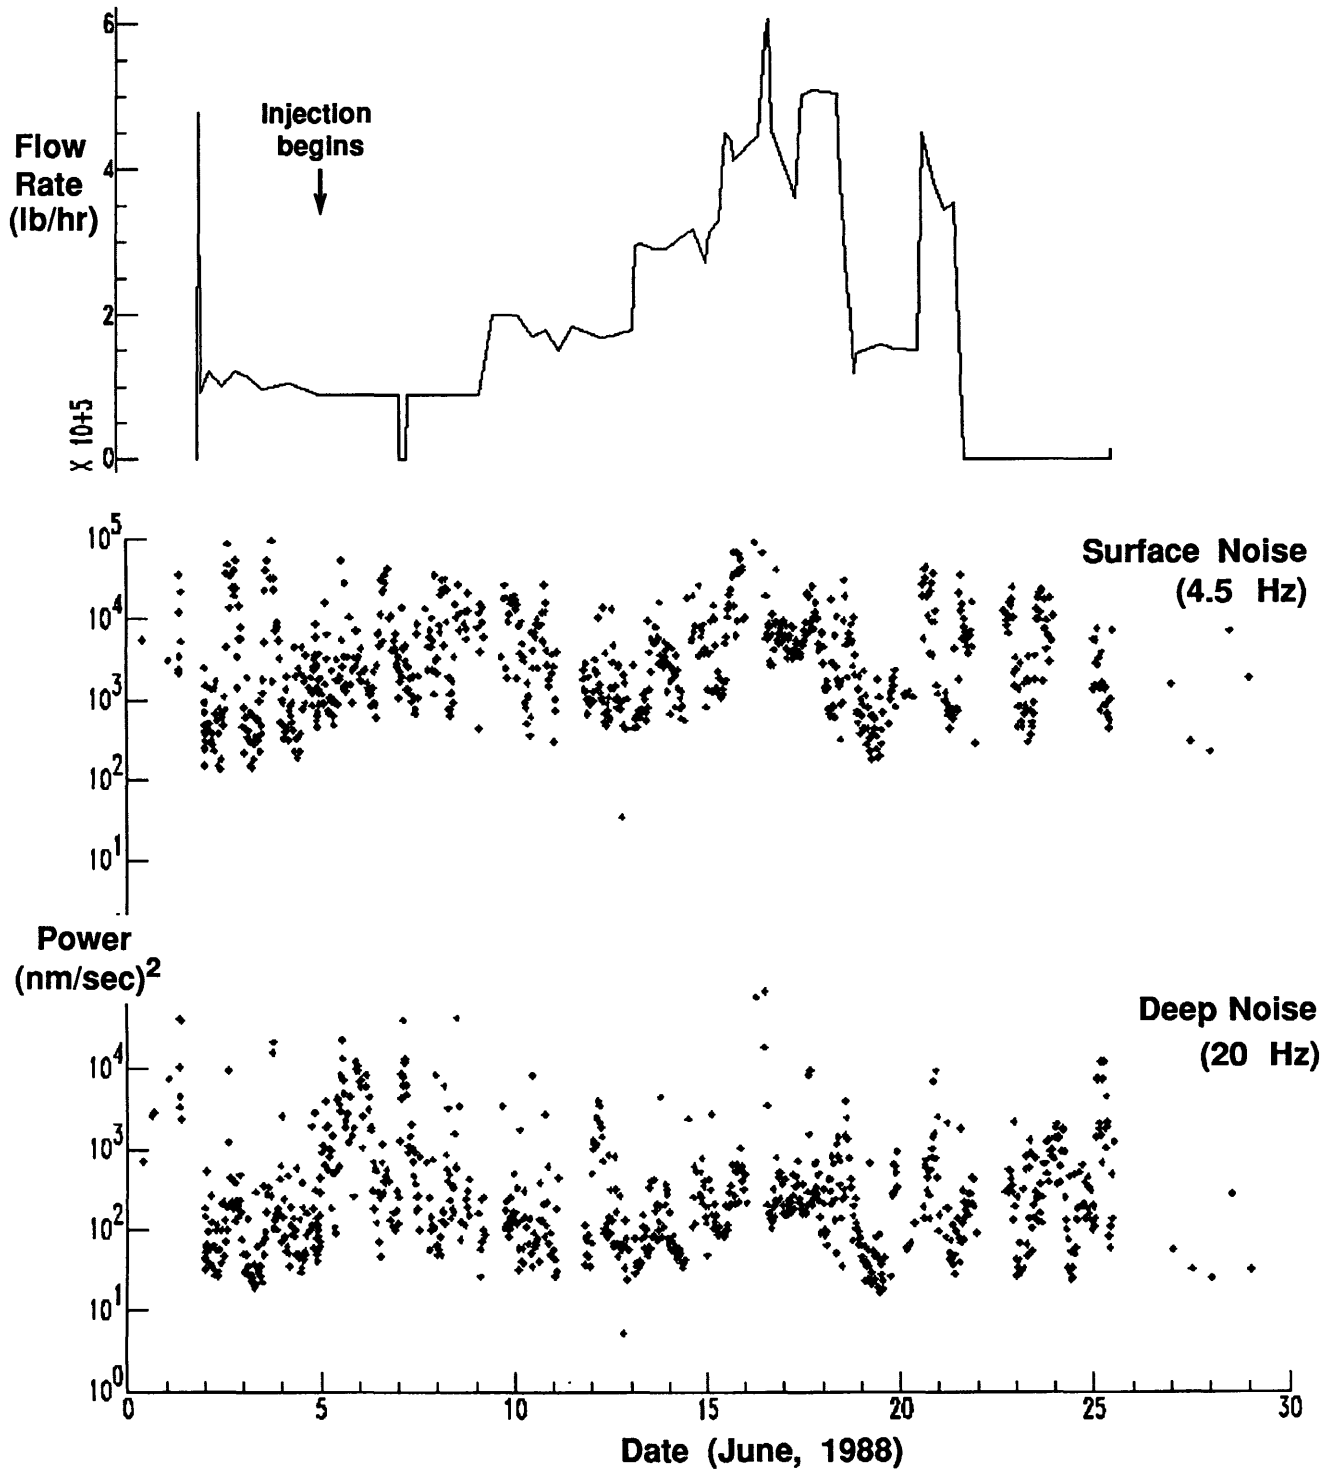 6
Injection
begins
Flow
Rate
(lb/hr)
4
2
X 10+5
0
10^5
Surface Noise
(4.5 Hz)
10^4
10^3
10^2
10^1
Power
(nm/sec)^2
Deep Noise
(20 Hz)
10^4
10^3
10^2
10^1
10^0
0 5 10 15 20 25 30
Date (June, 1988)